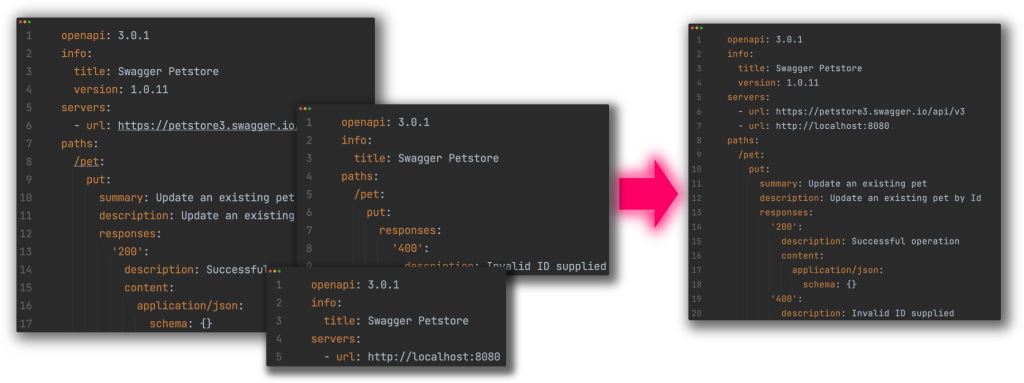 1 openapi: 3.0.1
2 info:
3 title: Swagger Petstore
4 version: 1.0.11
5 servers:
6 - url: https://petstore3.swagger.io/
7 paths:
8 /pet:
9 put:
10 summary: Update an existing pet
11 description: Update an existing
12 responses:
13 '200':
14 description: Successful
15 content:
16 application/json:
17 schema: {}
1 openapi: 3.0.1
2 info:
3 title: Swagger Petstore
4 paths:
5 /pet:
6 put:
7 responses:
8 '400':
9 description: Invalid ID supplied
1 openapi: 3.0.1
2 info:
3 title: Swagger Petstore
4 servers:
5 - url: http://localhost:8080
1 openapi: 3.0.1
2 info:
3 title: Swagger Petstore
4 version: 1.0.11
5 servers:
6 - url: https://petstore3.swagger.io/api/v3
7 - url: http://localhost:8080
8 paths:
9 /pet:
10 put:
11 summary: Update an existing pet
12 description: Update an existing pet by Id
13 responses:
14 '200':
15 description: Successful operation
16 content:
17 application/json:
18 schema: {}
19 '400':
20 description: Invalid ID supplied